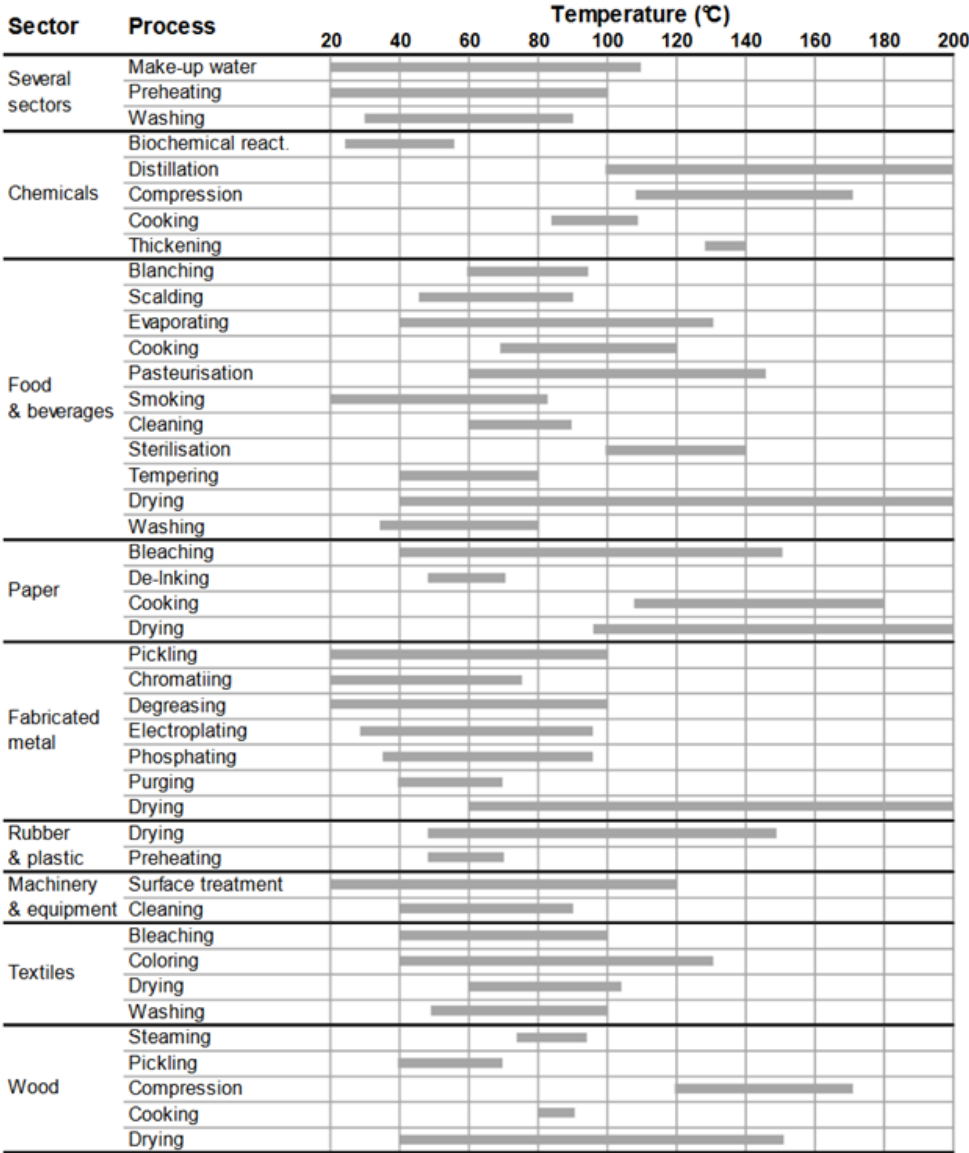 Temperature (°C)
Sector Process
20 40 60 80 100 120 140 160 180 200
Several
sectors
Make-up water
Preheating
Washing
Chemicals
Biochemical react.
Distillation
Compression
Cooking
Thickening
Food
& beverages
Blanching
Scalding
Evaporating
Cooking
Pasteurisation
Smoking
Cleaning
Sterilisation
Tempering
Drying
Washing
Paper
Bleaching
De-Inking
Cooking
Drying
Fabricated
metal
Pickling
Chromatiing
Degreasing
Electroplating
Phosphating
Purging
Drying
Rubber
& plastic
Drying
Preheating
Machinery
& equipment
Surface treatment
Cleaning
Textiles
Bleaching
Coloring
Drying
Washing
Wood
Steaming
Pickling
Compression
Cooking
Drying